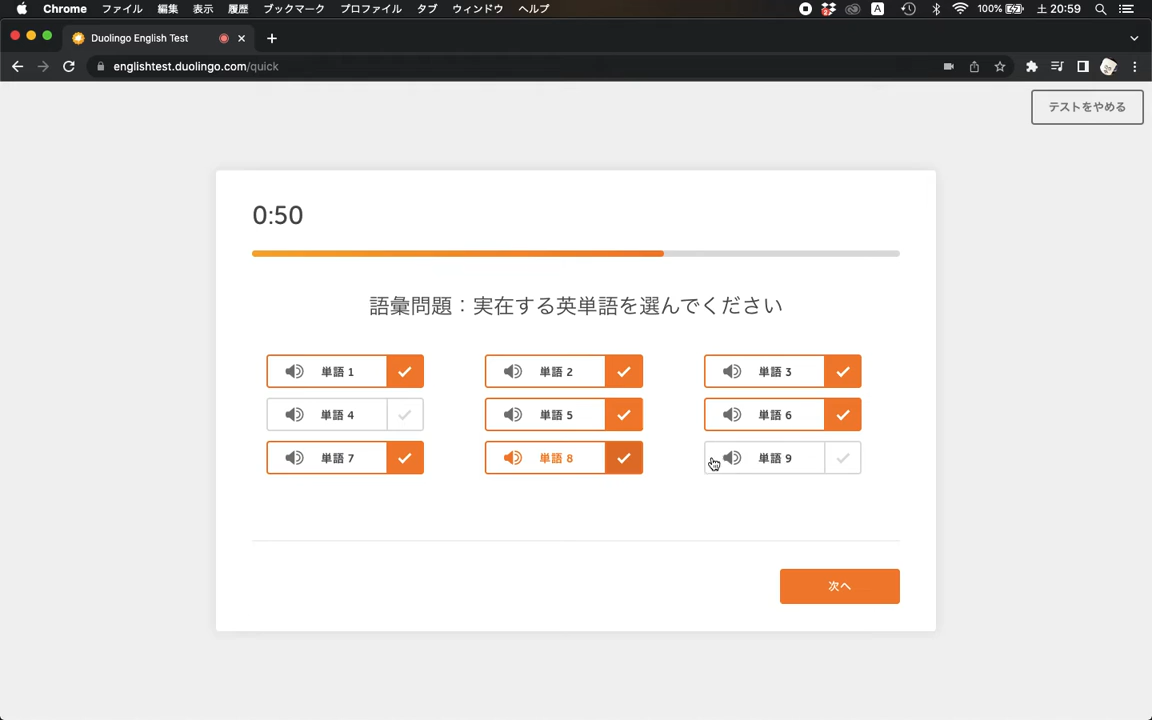 Chrome ファイル 編集 表示 履歴 ブックマーク プロファイル タブ ウィンドウ ヘルプ A 100% 土 20:59
Duolingo English Test
englishtest.duolingo.com/quick
テストをやめる
0:50
語彙問題：実在する英単語を選んでください
単語 1 単語 2 単語 3
単語 4 単語 5 単語 6
単語 7 単語 8 単語 9
次へ